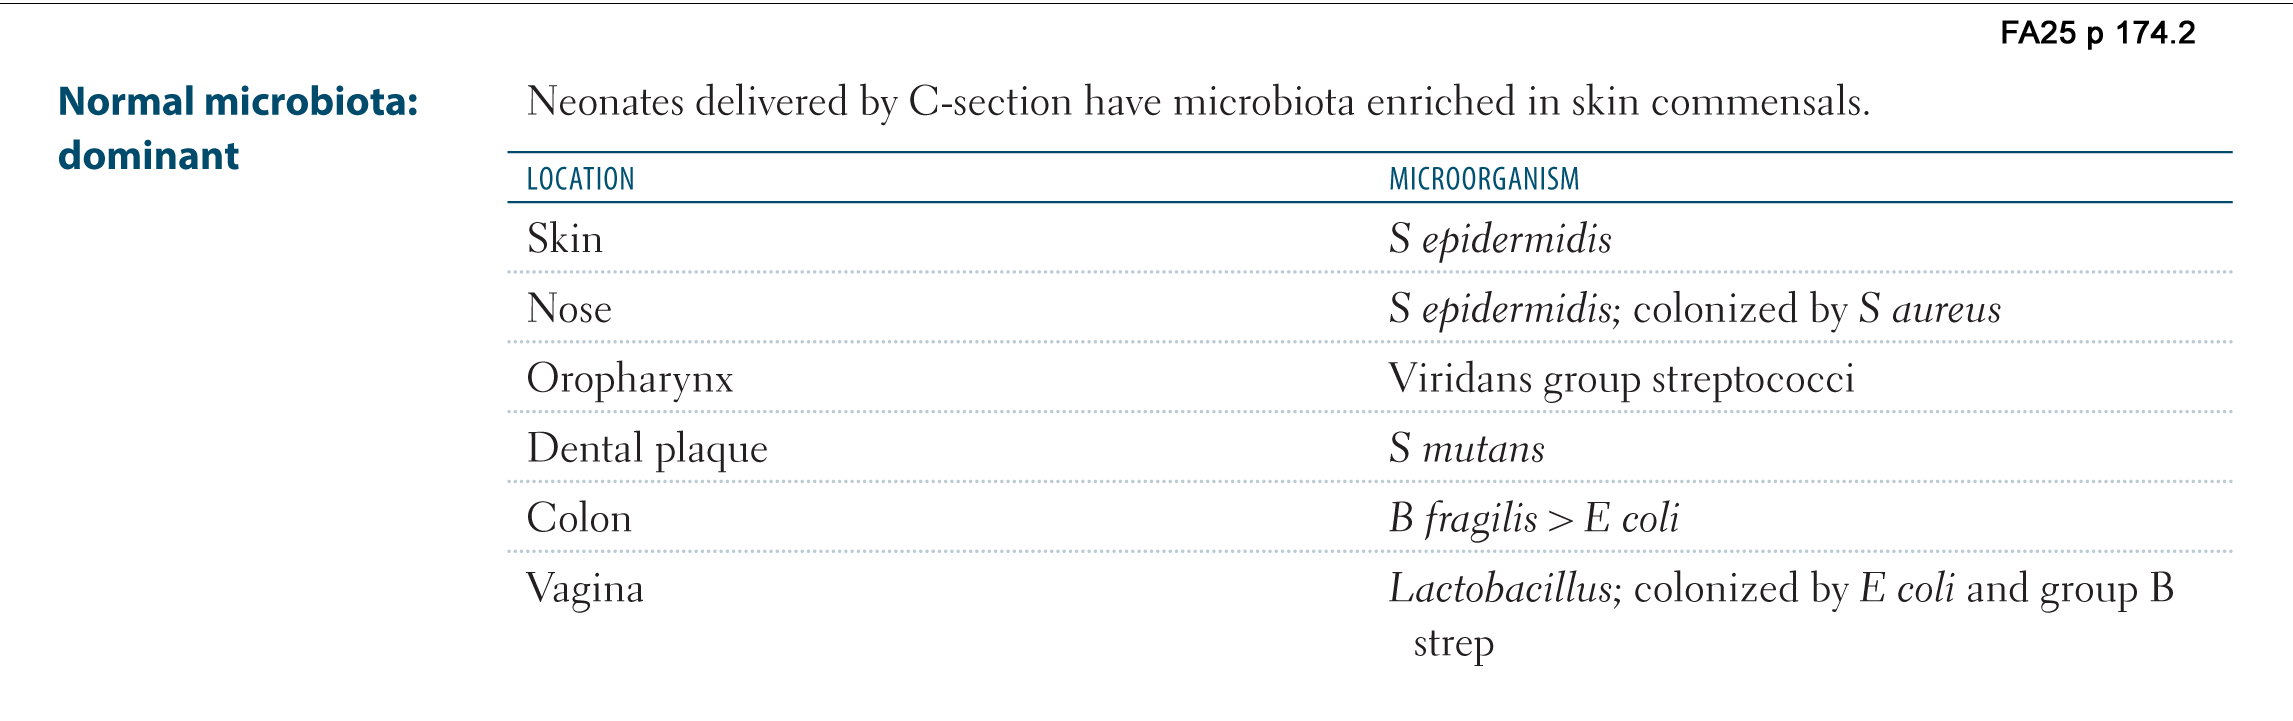 FA25 p 174.2
Normal microbiota:
dominant
Neonates delivered by C-section have microbiota enriched in skin commensals.
LOCATION MICROORGANISM
Skin S epidermidis
Nose S epidermidis; colonized by S aureus
Oropharynx Viridans group streptococci
Dental plaque S mutans
Colon B fragilis > E coli
Vagina Lactobacillus; colonized by E coli and group B
strep